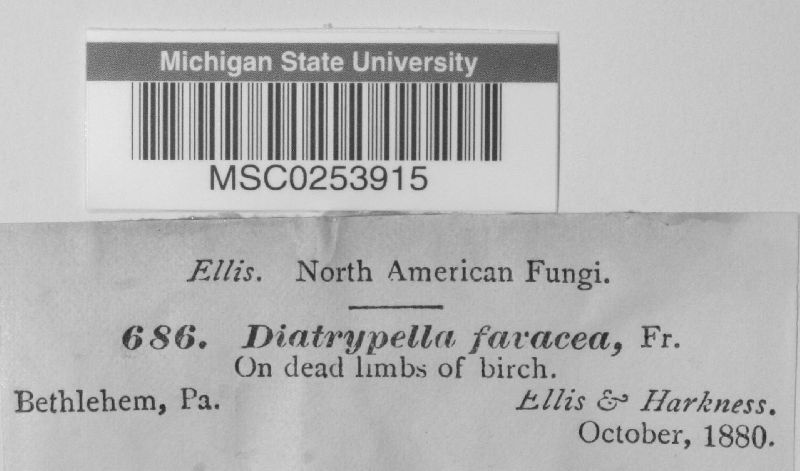 Michigan State University
MSC0253915
Ellis. North American Fungi.
686. Diatrypella favacea, Fr.
On dead limbs of birch.
Bethlehem, Pa. Ellis & Harkness.
October, 1880.